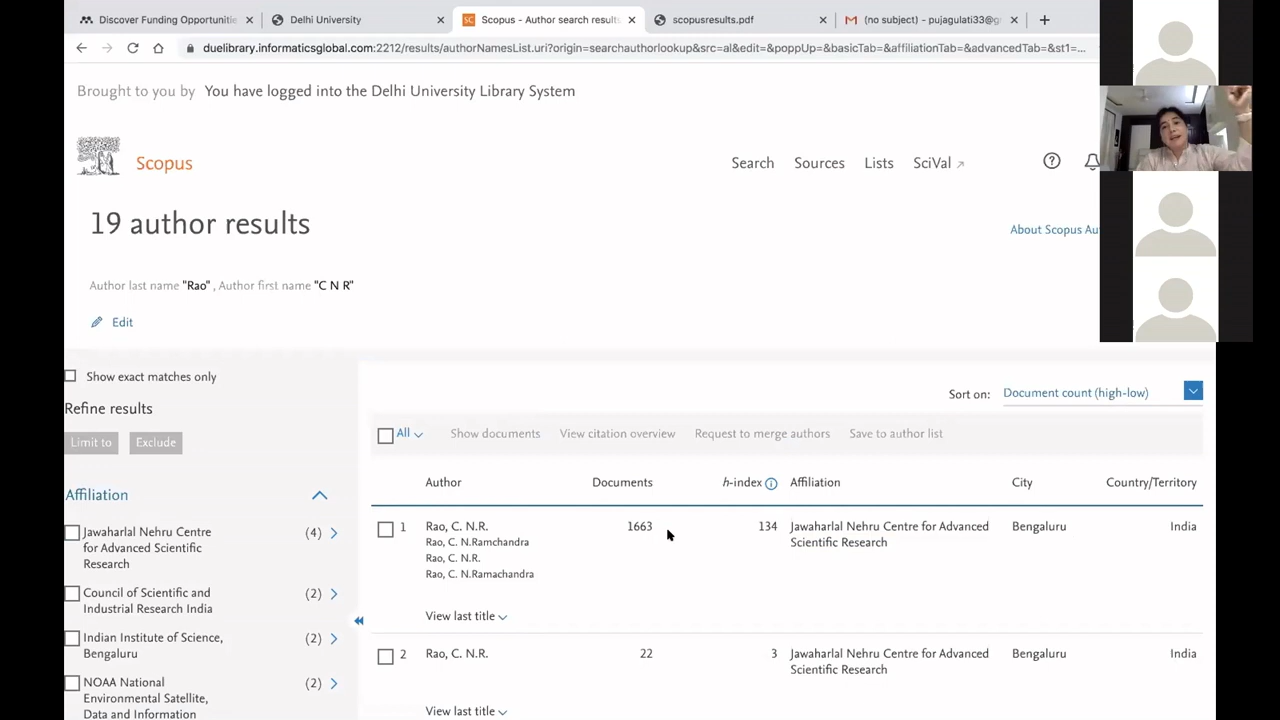 Discover Funding Opportunitie
Delhi University
Scopus - Author search results
scopusresults.pdf
(no subject) - pujagulati33@g
duelibrary.informaticsglobal.com:2212/results/authorNamesList.uri?origin=searchauthorlookup&src=al&edit=&poppUp=&basicTab=&affiliationTab=&advancedTab=&st1=...
Brought to you by You have logged into the Delhi University Library System
Scopus
Search Sources Lists SciVal
19 author results
About Scopus Au
Author last name "Rao" , Author first name "C N R"
Edit
Show exact matches only
Refine results
Limit to Exclude
Sort on: Document count (high-low)
All Show documents View citation overview Request to merge authors Save to author list
Author Documents h-index Affiliation City Country/Territory
Affiliation
Jawaharlal Nehru Centre for Advanced Scientific Research (4)
Council of Scientific and Industrial Research India (2)
Indian Institute of Science, Bengaluru (2)
NOAA National Environmental Satellite, Data and Information (2)
1 Rao, C. N.R. 1663 134 Jawaharlal Nehru Centre for Advanced Bengaluru India
Rao, C. N.Ramchandra Scientific Research
Rao, C. N.R.
Rao, C. N.Ramachandra
View last title
2 Rao, C. N.R. 22 3 Jawaharlal Nehru Centre for Advanced Bengaluru India
Scientific Research
View last title